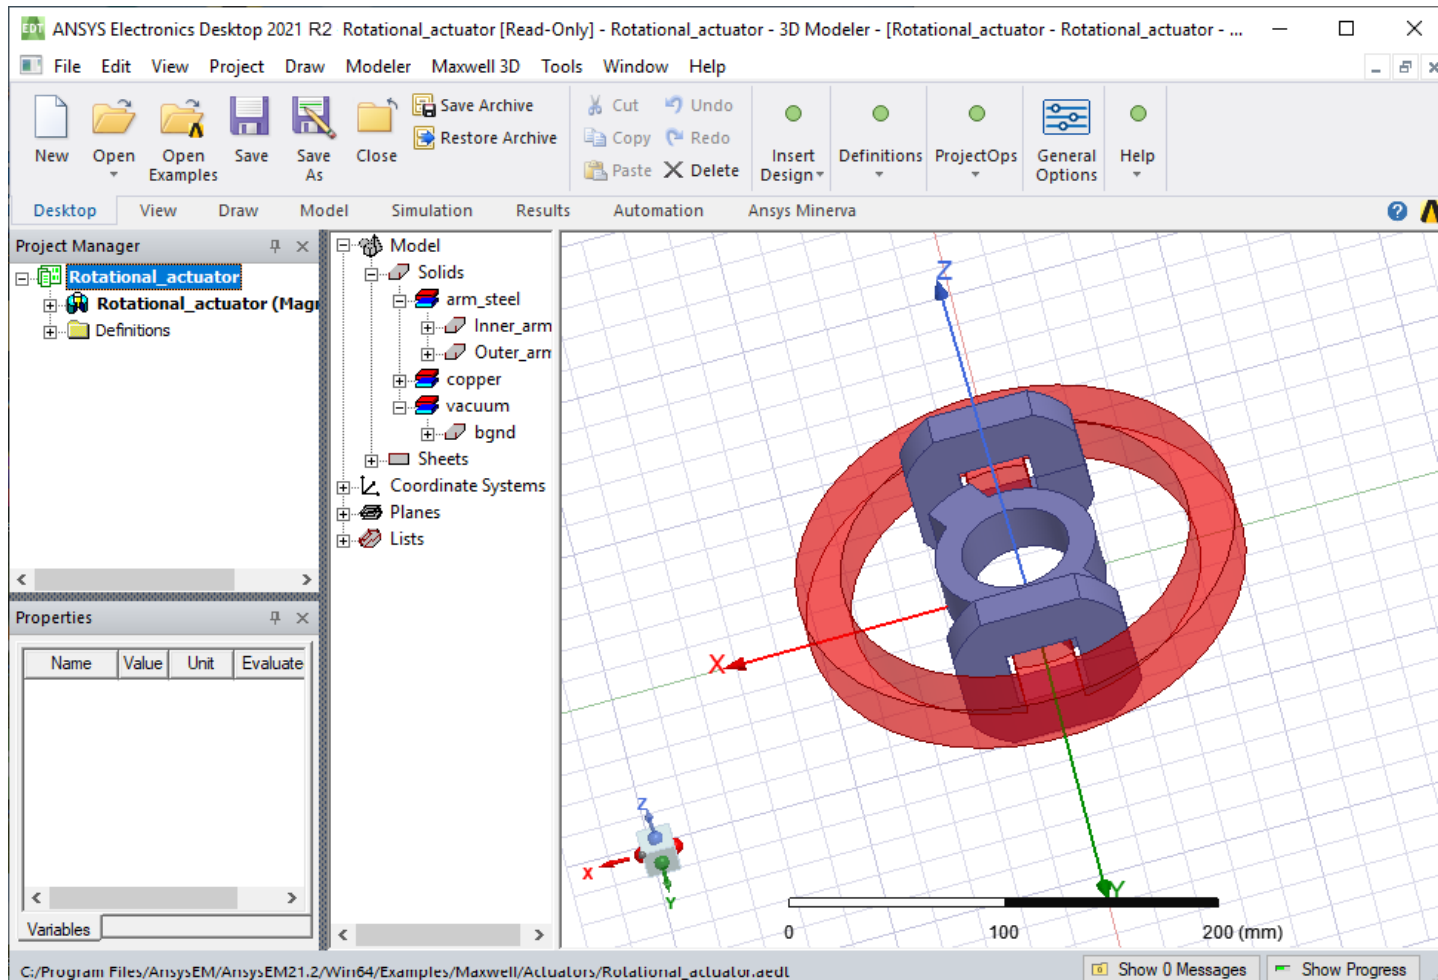 EDT ANSYS Electronics Desktop 2021 R2 Rotational_actuator [Read-Only] - Rotational_actuator - 3D Modeler - [Rotational_actuator - Rotational_actuator - ...
File Edit View Project Draw Modeler Maxwell 3D Tools Window Help
New Open Open Examples Save Save As Close
Save Archive
Restore Archive
Cut Undo
Copy Redo
Paste Delete
Insert Design Definitions ProjectOps General Options Help
Desktop View Draw Model Simulation Results Automation Ansys Minerva
Project Manager
Rotational_actuator
Rotational_actuator (Magn
Definitions
Model
Solids
arm_steel
Inner_arm
Outer_arm
copper
vacuum
bgnd
Sheets
Coordinate Systems
Planes
Lists
Properties
Name Value Unit Evaluate
Variables
Z
X
Y
Z
X
Y
0 100 200 (mm)
C:/Program Files/AnsysEM/AnsysEM21.2/Win64/Examples/Maxwell/Actuators/Rotational_actuator.aedt
Show 0 Messages Show Progress